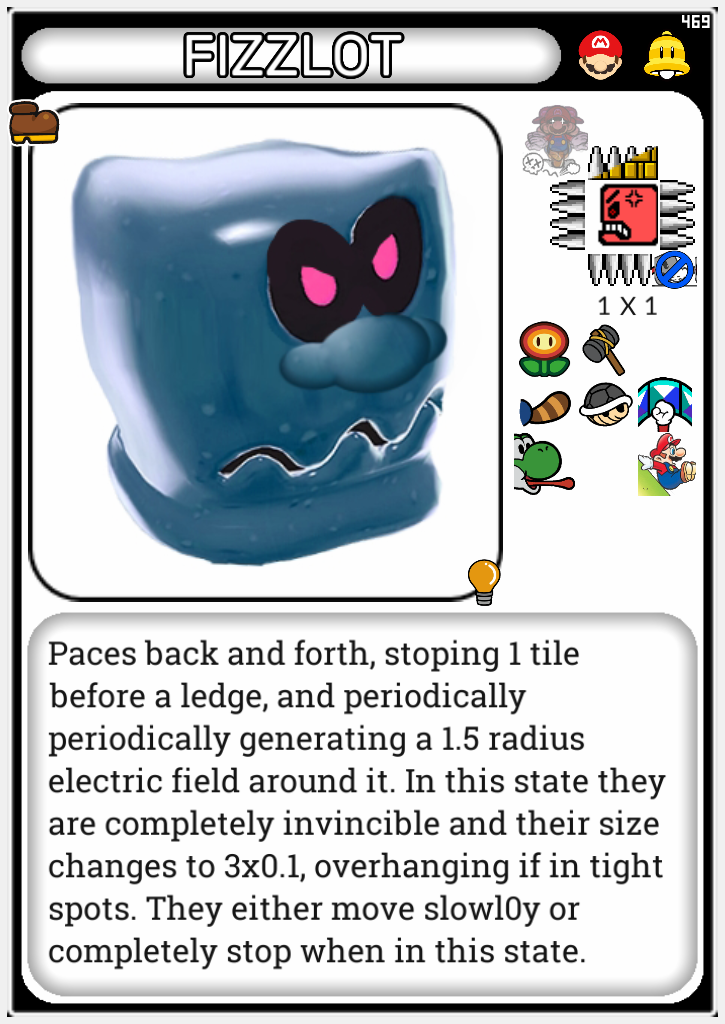 469
FIZZLOT
1 X 1
Paces back and forth, stoping 1 tile
before a ledge, and periodically
periodically generating a 1.5 radius
electric field around it. In this state they
are completely invincible and their size
changes to 3x0.1, overhanging if in tight
spots. They either move slowl0y or
completely stop when in this state.